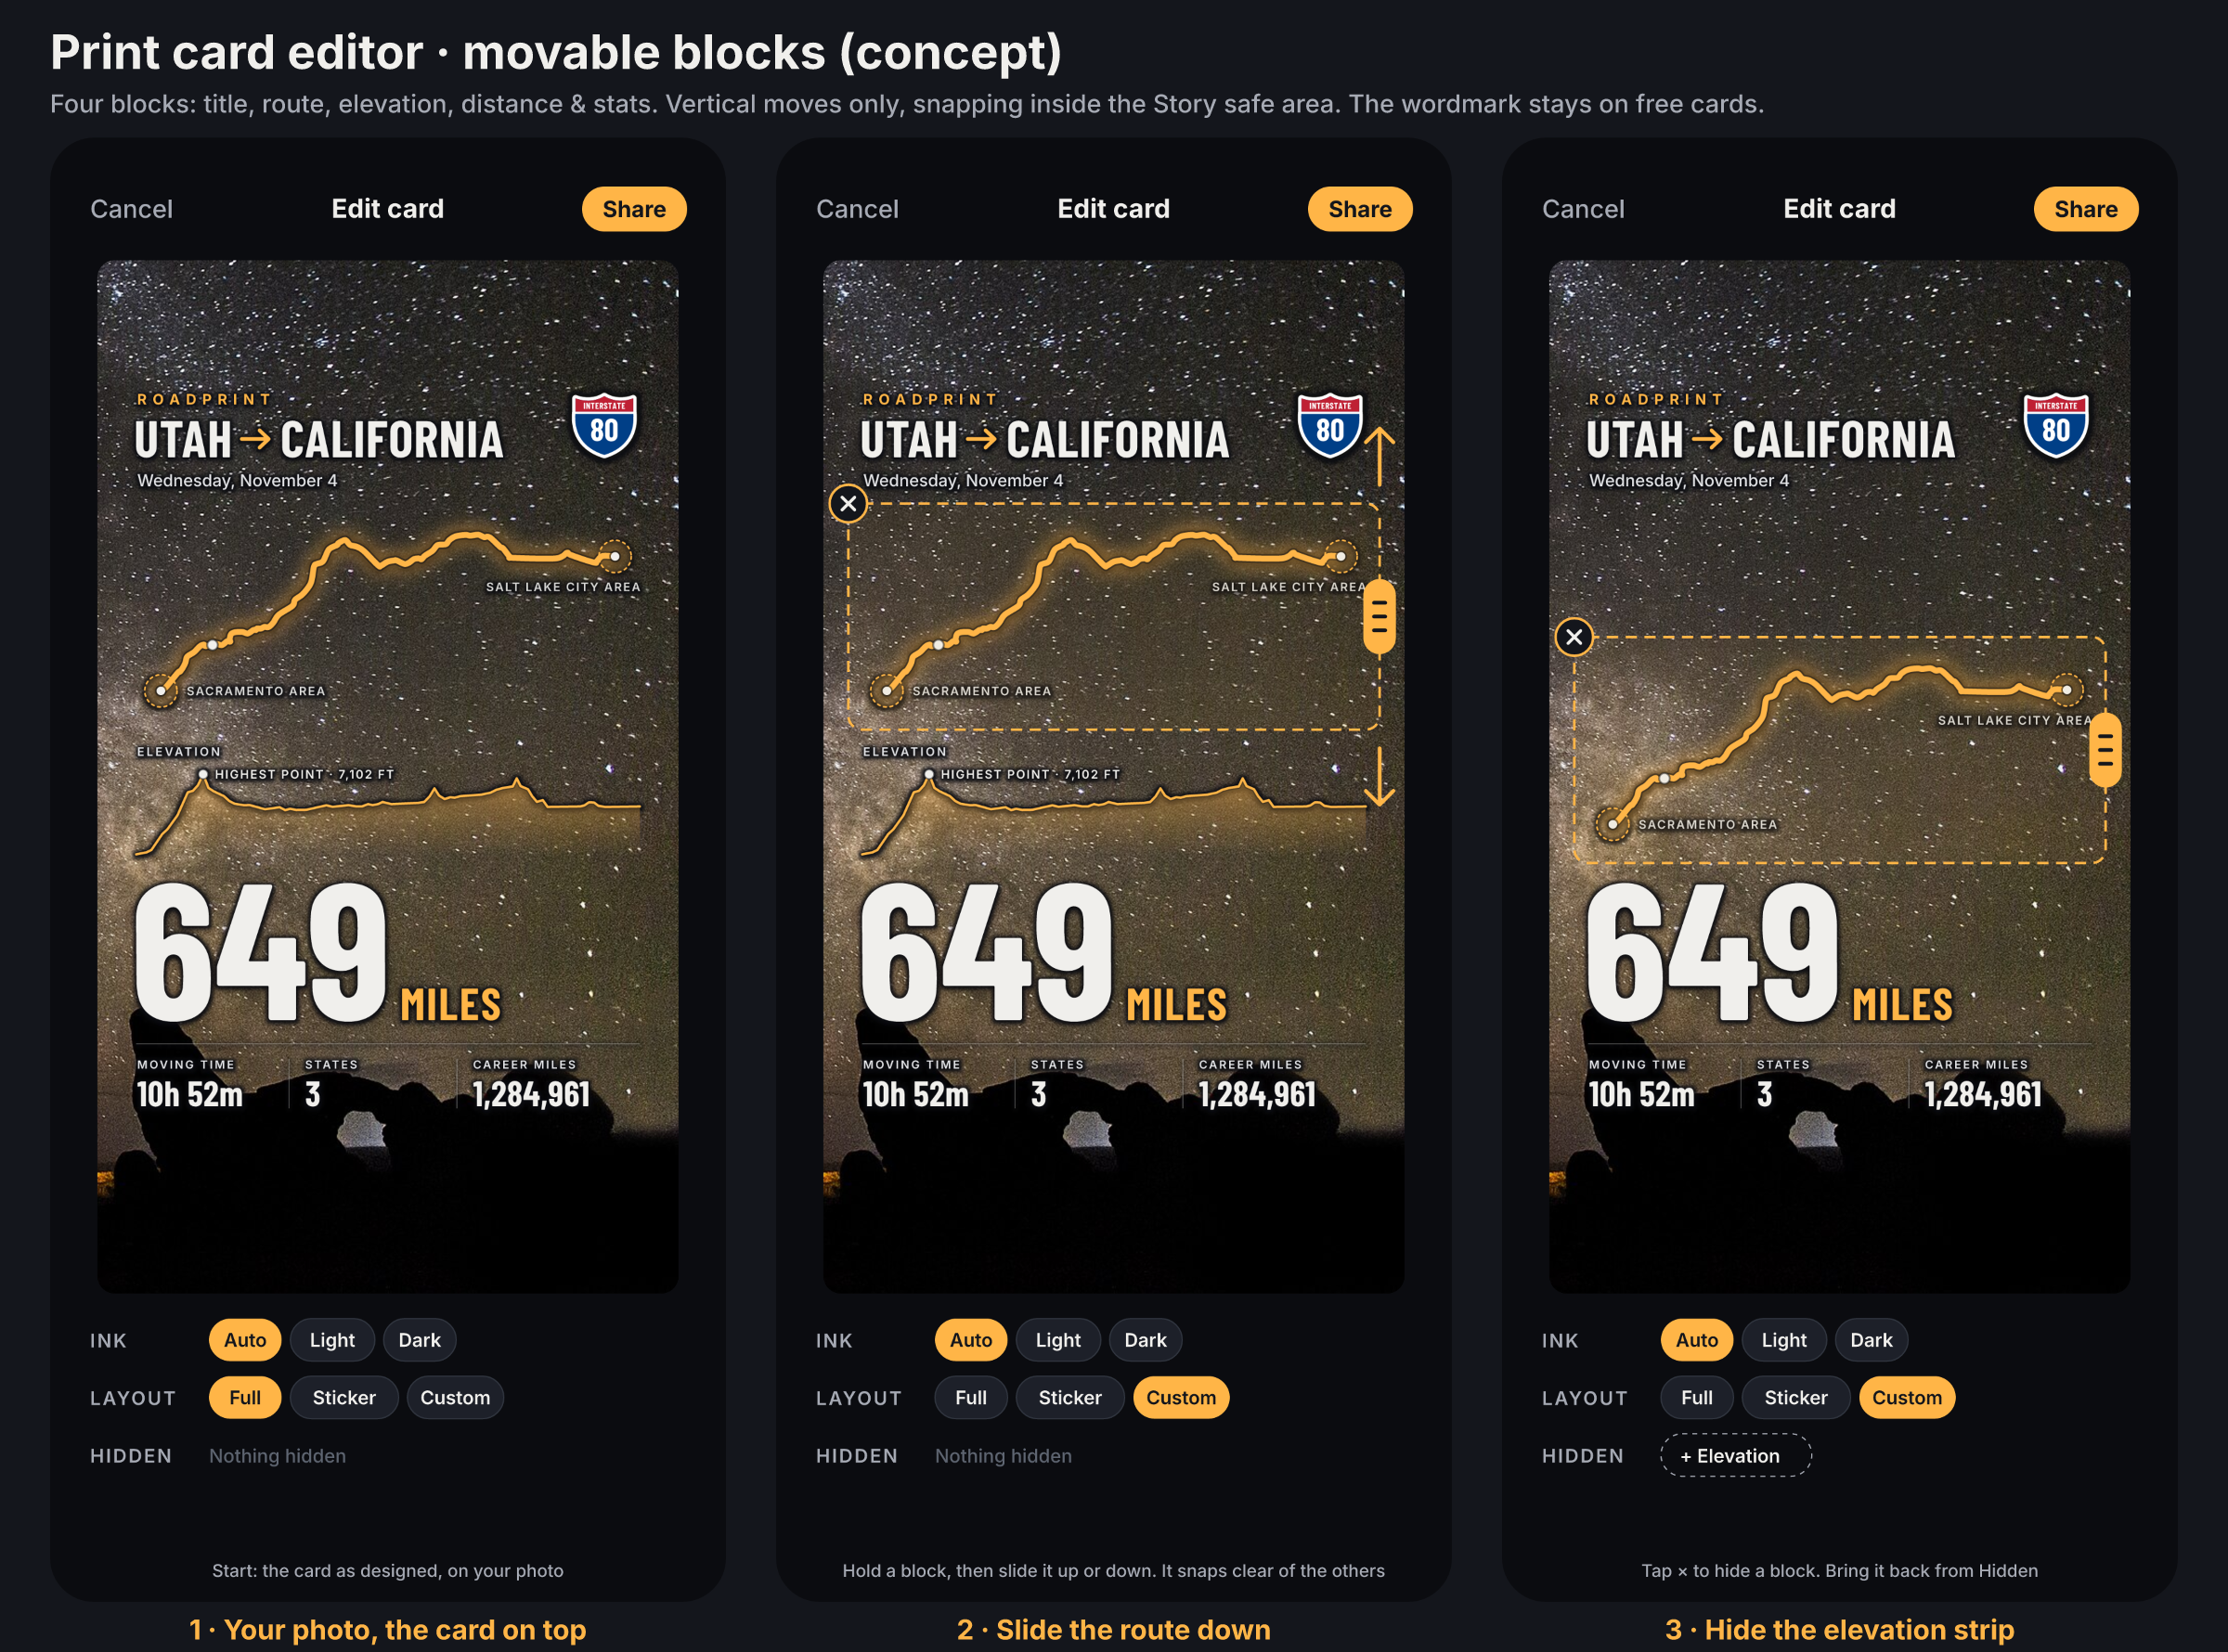 Print card editor · movable blocks (concept)
Four blocks: title, route, elevation, distance & stats. Vertical moves only, snapping inside the Story safe area. The wordmark stays on free cards.
Cancel
Edit card
Share
ROADPRINT
UTAH → CALIFORNIA
INTERSTATE
80
Wednesday, November 4
SALT LAKE CITY AREA
SACRAMENTO AREA
ELEVATION
HIGHEST POINT · 7,102 FT
649 MILES
MOVING TIME
10h 52m
STATES
3
CAREER MILES
1,284,961
INK
Auto
Light
Dark
LAYOUT
Full
Sticker
Custom
HIDDEN
Nothing hidden
Start: the card as designed, on your photo
1 · Your photo, the card on top
Cancel
Edit card
Share
ROADPRINT
UTAH → CALIFORNIA
INTERSTATE
80
Wednesday, November 4
SALT LAKE CITY AREA
SACRAMENTO AREA
ELEVATION
HIGHEST POINT · 7,102 FT
649 MILES
MOVING TIME
10h 52m
STATES
3
CAREER MILES
1,284,961
INK
Auto
Light
Dark
LAYOUT
Full
Sticker
Custom
HIDDEN
Nothing hidden
Hold a block, then slide it up or down. It snaps clear of the others
2 · Slide the route down
Cancel
Edit card
Share
ROADPRINT
UTAH → CALIFORNIA
INTERSTATE
80
Wednesday, November 4
SALT LAKE CITY AREA
SACRAMENTO AREA
649 MILES
MOVING TIME
10h 52m
STATES
3
CAREER MILES
1,284,961
INK
Auto
Light
Dark
LAYOUT
Full
Sticker
Custom
HIDDEN
+ Elevation
Tap × to hide a block. Bring it back from Hidden
3 · Hide the elevation strip